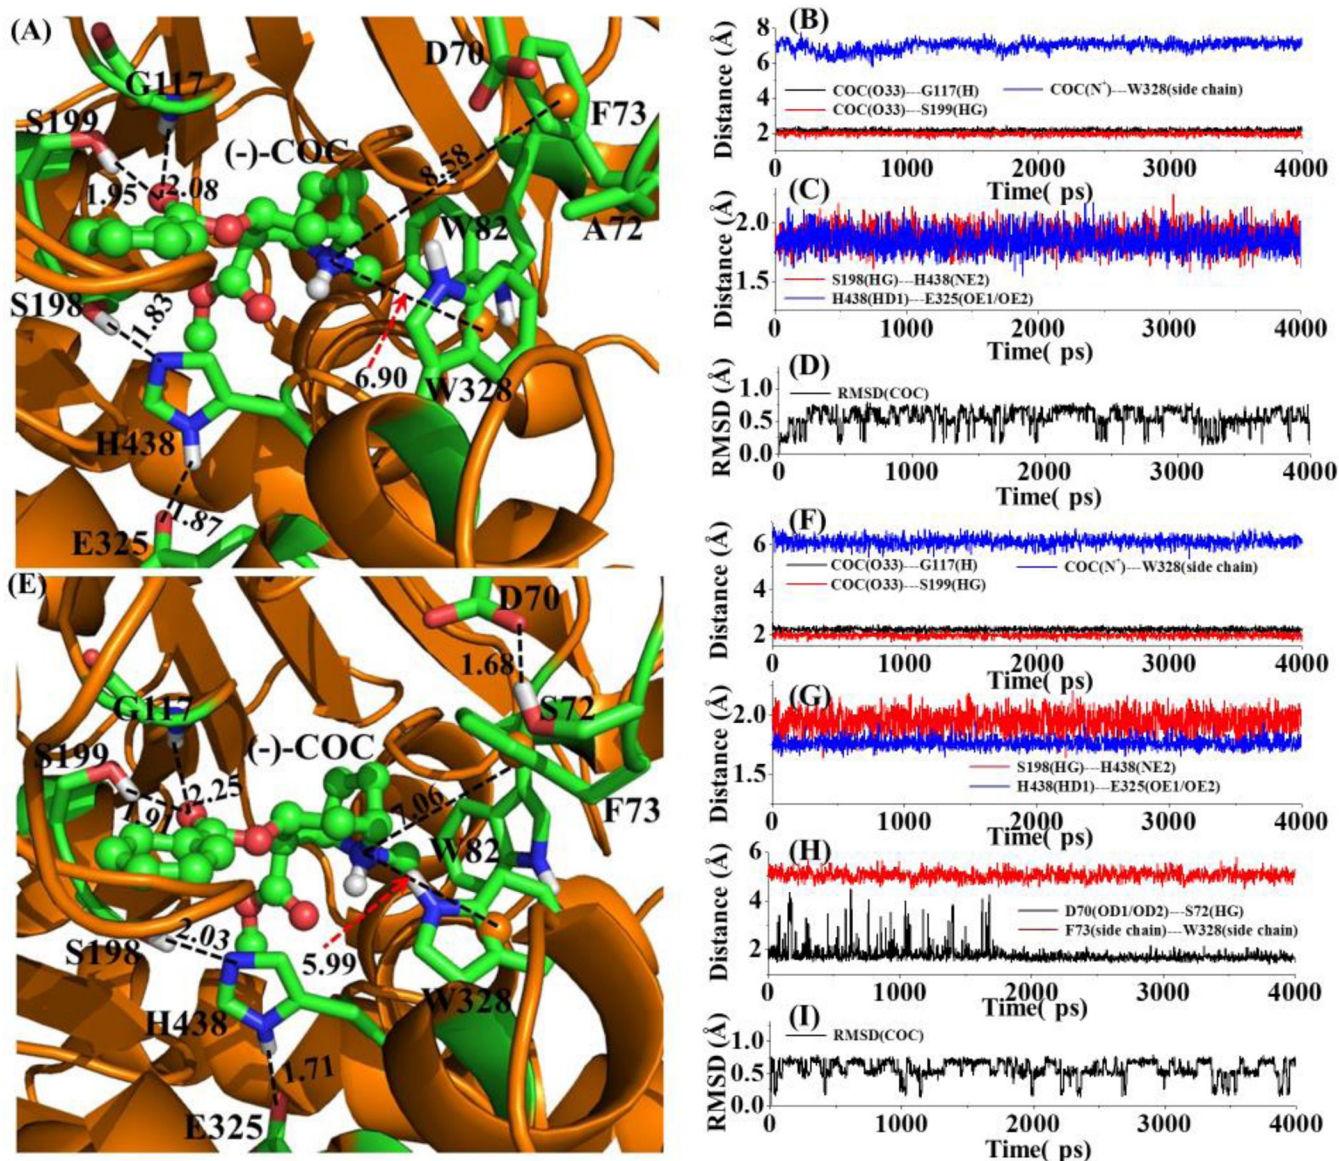 (A)
D70
G117
F73
S199
(-)-COC
8.58
1.95
2.08
W82
A72
S198
1.83
6.90
W328
H438
1.87
E325
(E)
D70
1.68
G117
S72
S199
(-)-COC
2.25
1.91
7.06
F73
W82
S198
2.03
5.99
W328
H438
1.71
E325
(B)
Distance (Å)
8
6
4
2
COC(O33)---G117(H)
COC(N⁺)---W328(side chain)
COC(O33)---S199(HG)
0 1000 2000 3000 4000
Time( ps)
(C)
Distance (Å)
2.0
1.5
S198(HG)---H438(NE2)
H438(HD1)---E325(OE1/OE2)
0 1000 2000 3000 4000
Time( ps)
(D)
RMSD (Å)
1.0
0.5
0.0
RMSD(COC)
0 1000 2000 3000 4000
Time( ps)
(F)
Distance (Å)
6
4
2
COC(O33)---G117(H)
COC(N⁺)---W328(side chain)
COC(O33)---S199(HG)
0 1000 2000 3000 4000
Time( ps)
(G)
Distance (Å)
2.0
1.5
S198(HG)---H438(NE2)
H438(HD1)---E325(OE1/OE2)
0 1000 2000 3000 4000
Time( ps)
(H)
Distance (Å)
6
4
2
D70(OD1/OD2)---S72(HG)
F73(side chain)---W328(side chain)
0 1000 2000 3000 4000
Time( ps)
(I)
RMSD (Å)
1.0
0.5
0.0
RMSD(COC)
0 1000 2000 3000 4000
Time( ps)